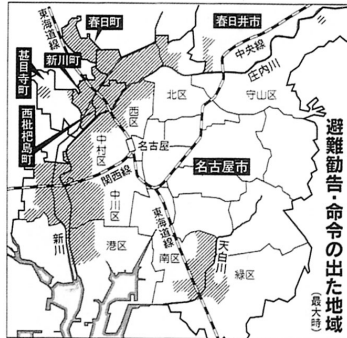 避難勧告・命令の出た地域
(最大時)
春日町
春日井市
東海道線
新川町
甚目寺町
西枇杷島町
中央線
庄内川
北区
守山区
西区
中村区
名古屋
名古屋市
関西線
中川区
東海道線
新川
港区
南区
天白川
緑区